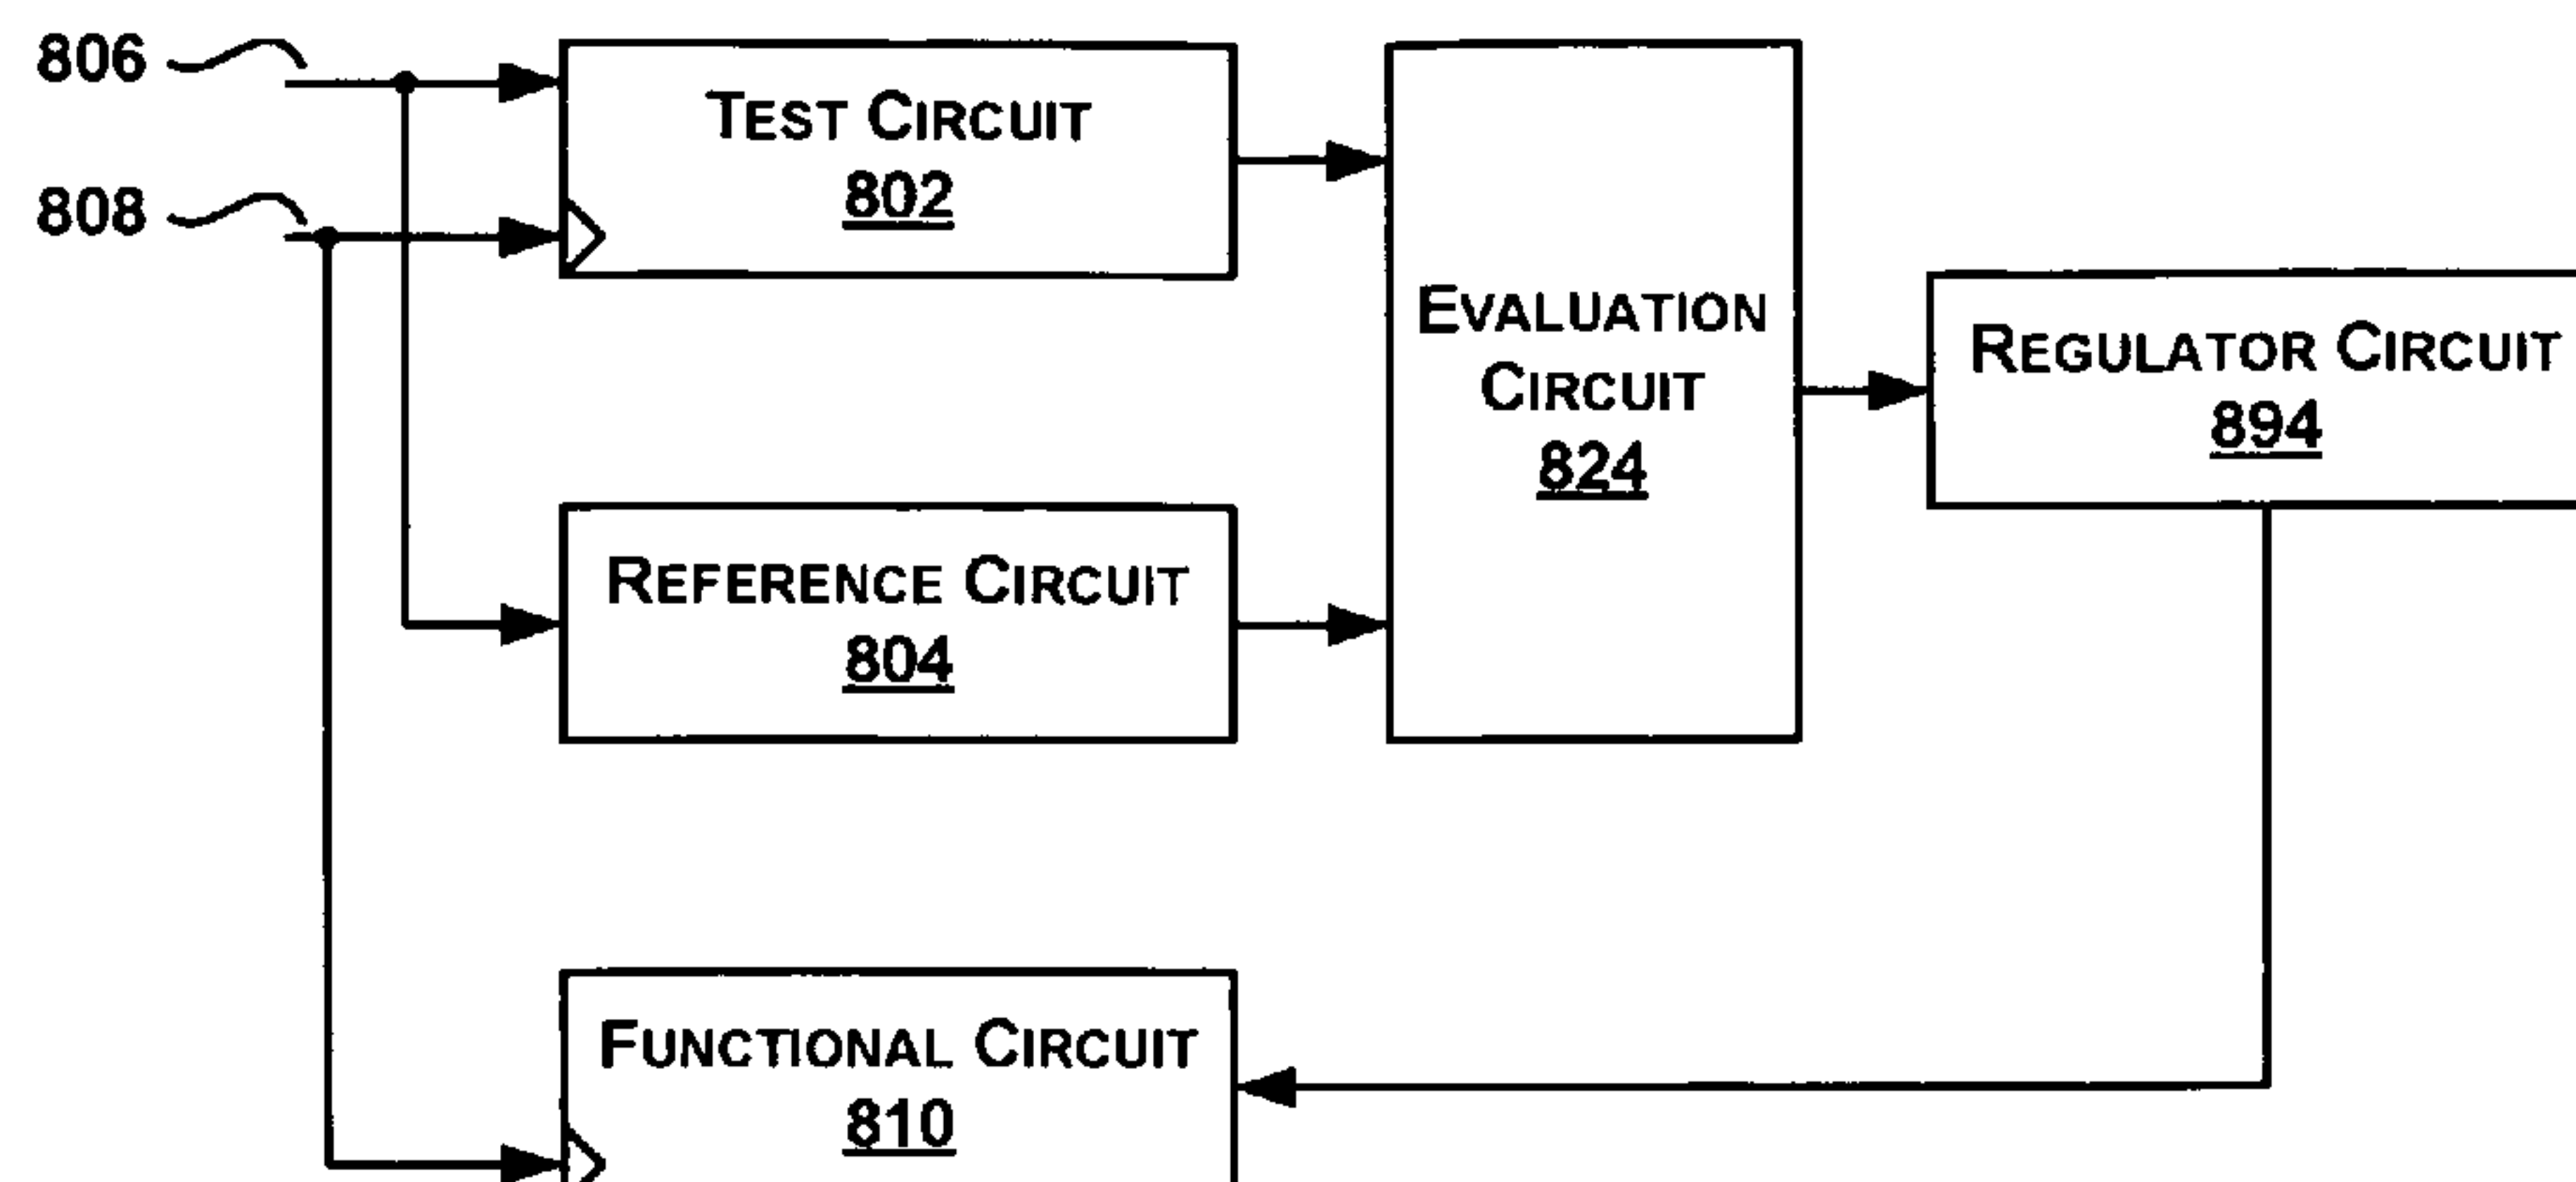 806
TEST CIRCUIT
802
808
EVALUATION
CIRCUIT
824
REGULATOR CIRCUIT
894
REFERENCE CIRCUIT
804
FUNCTIONAL CIRCUIT
810